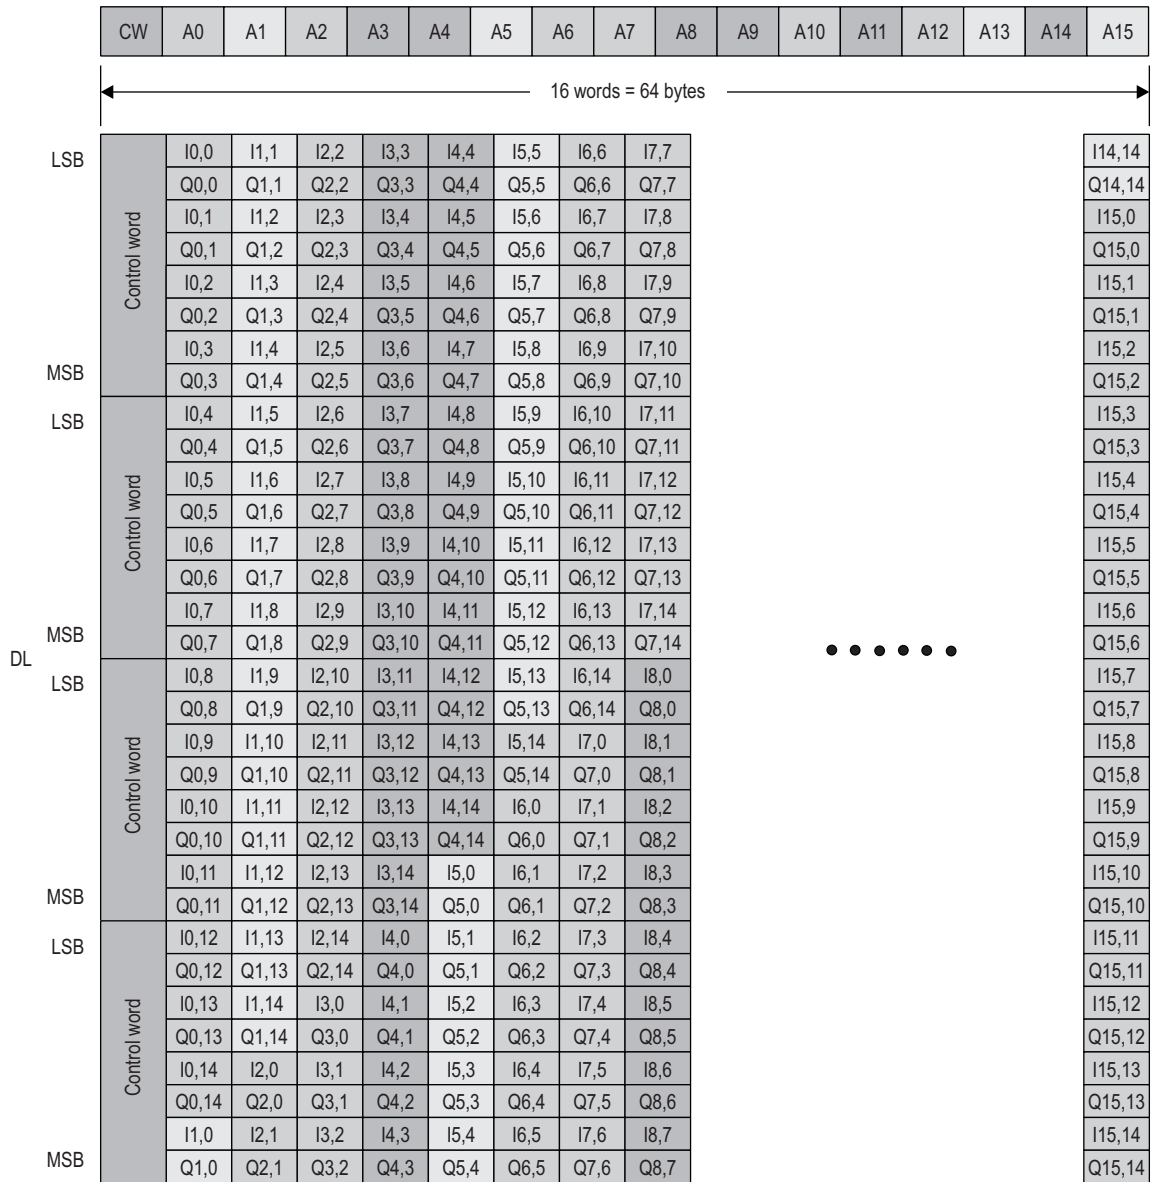 CW A0 A1 A2 A3 A4 A5 A6 A7 A8 A9 A10 A11 A12 A13 A14 A15
16 words = 64 bytes
LSB I0,0 I1,1 I2,2 I3,3 I4,4 I5,5 I6,6 I7,7 I14,14
Q0,0 Q1,1 Q2,2 Q3,3 Q4,4 Q5,5 Q6,6 Q7,7 Q14,14
I0,1 I1,2 I2,3 I3,4 I4,5 I5,6 I6,7 I7,8 I15,0
Control word
Q0,1 Q1,2 Q2,3 Q3,4 Q4,5 Q5,6 Q6,7 Q7,8 Q15,0
I0,2 I1,3 I2,4 I3,5 I4,6 I5,7 I6,8 I7,9 I15,1
Q0,2 Q1,3 Q2,4 Q3,5 Q4,6 Q5,7 Q6,8 Q7,9 Q15,1
I0,3 I1,4 I2,5 I3,6 I4,7 I5,8 I6,9 I7,10 I15,2
MSB Q0,3 Q1,4 Q2,5 Q3,6 Q4,7 Q5,8 Q6,9 Q7,10 Q15,2
LSB I0,4 I1,5 I2,6 I3,7 I4,8 I5,9 I6,10 I7,11 I15,3
Q0,4 Q1,5 Q2,6 Q3,7 Q4,8 Q5,9 Q6,10 Q7,11 Q15,3
I0,5 I1,6 I2,7 I3,8 I4,9 I5,10 I6,11 I7,12 I15,4
Control word
Q0,5 Q1,6 Q2,7 Q3,8 Q4,9 Q5,10 Q6,11 Q7,12 Q15,4
I0,6 I1,7 I2,8 I3,9 I4,10 I5,11 I6,12 I7,13 I15,5
Q0,6 Q1,7 Q2,8 Q3,9 Q4,10 Q5,11 Q6,12 Q7,13 Q15,5
I0,7 I1,8 I2,9 I3,10 I4,11 I5,12 I6,13 I7,14 I15,6
MSB Q0,7 Q1,8 Q2,9 Q3,10 Q4,11 Q5,12 Q6,13 Q7,14 Q15,6
DL
LSB I0,8 I1,9 I2,10 I3,11 I4,12 I5,13 I6,14 I8,0 I15,7
Q0,8 Q1,9 Q2,10 Q3,11 Q4,12 Q5,13 Q6,14 Q8,0 Q15,7
I0,9 I1,10 I2,11 I3,12 I4,13 I5,14 I7,0 I8,1 I15,8
Control word
Q0,9 Q1,10 Q2,11 Q3,12 Q4,13 Q5,14 Q7,0 Q8,1 Q15,8
I0,10 I1,11 I2,12 I3,13 I4,14 I6,0 I7,1 I8,2 I15,9
Q0,10 Q1,11 Q2,12 Q3,13 Q4,14 Q6,0 Q7,1 Q8,2 Q15,9
I0,11 I1,12 I2,13 I3,14 I5,0 I6,1 I7,2 I8,3 I15,10
MSB Q0,11 Q1,12 Q2,13 Q3,14 Q5,0 Q6,1 Q7,2 Q8,3 Q15,10
LSB I0,12 I1,13 I2,14 I4,0 I5,1 I6,2 I7,3 I8,4 I15,11
Q0,12 Q1,13 Q2,14 Q4,0 Q5,1 Q6,2 Q7,3 Q8,4 Q15,11
I0,13 I1,14 I3,0 I4,1 I5,2 I6,3 I7,4 I8,5 I15,12
Control word
Q0,13 Q1,14 Q3,0 Q4,1 Q5,2 Q6,3 Q7,4 Q8,5 Q15,12
I0,14 I2,0 I3,1 I4,2 I5,3 I6,4 I7,5 I8,6 I15,13
Q0,14 Q2,0 Q3,1 Q4,2 Q5,3 Q6,4 Q7,5 Q8,6 Q15,13
I1,0 I2,1 I3,2 I4,3 I5,4 I6,5 I7,6 I8,7 I15,14
MSB Q1,0 Q2,1 Q3,2 Q4,3 Q5,4 Q6,5 Q7,6 Q8,7 Q15,14